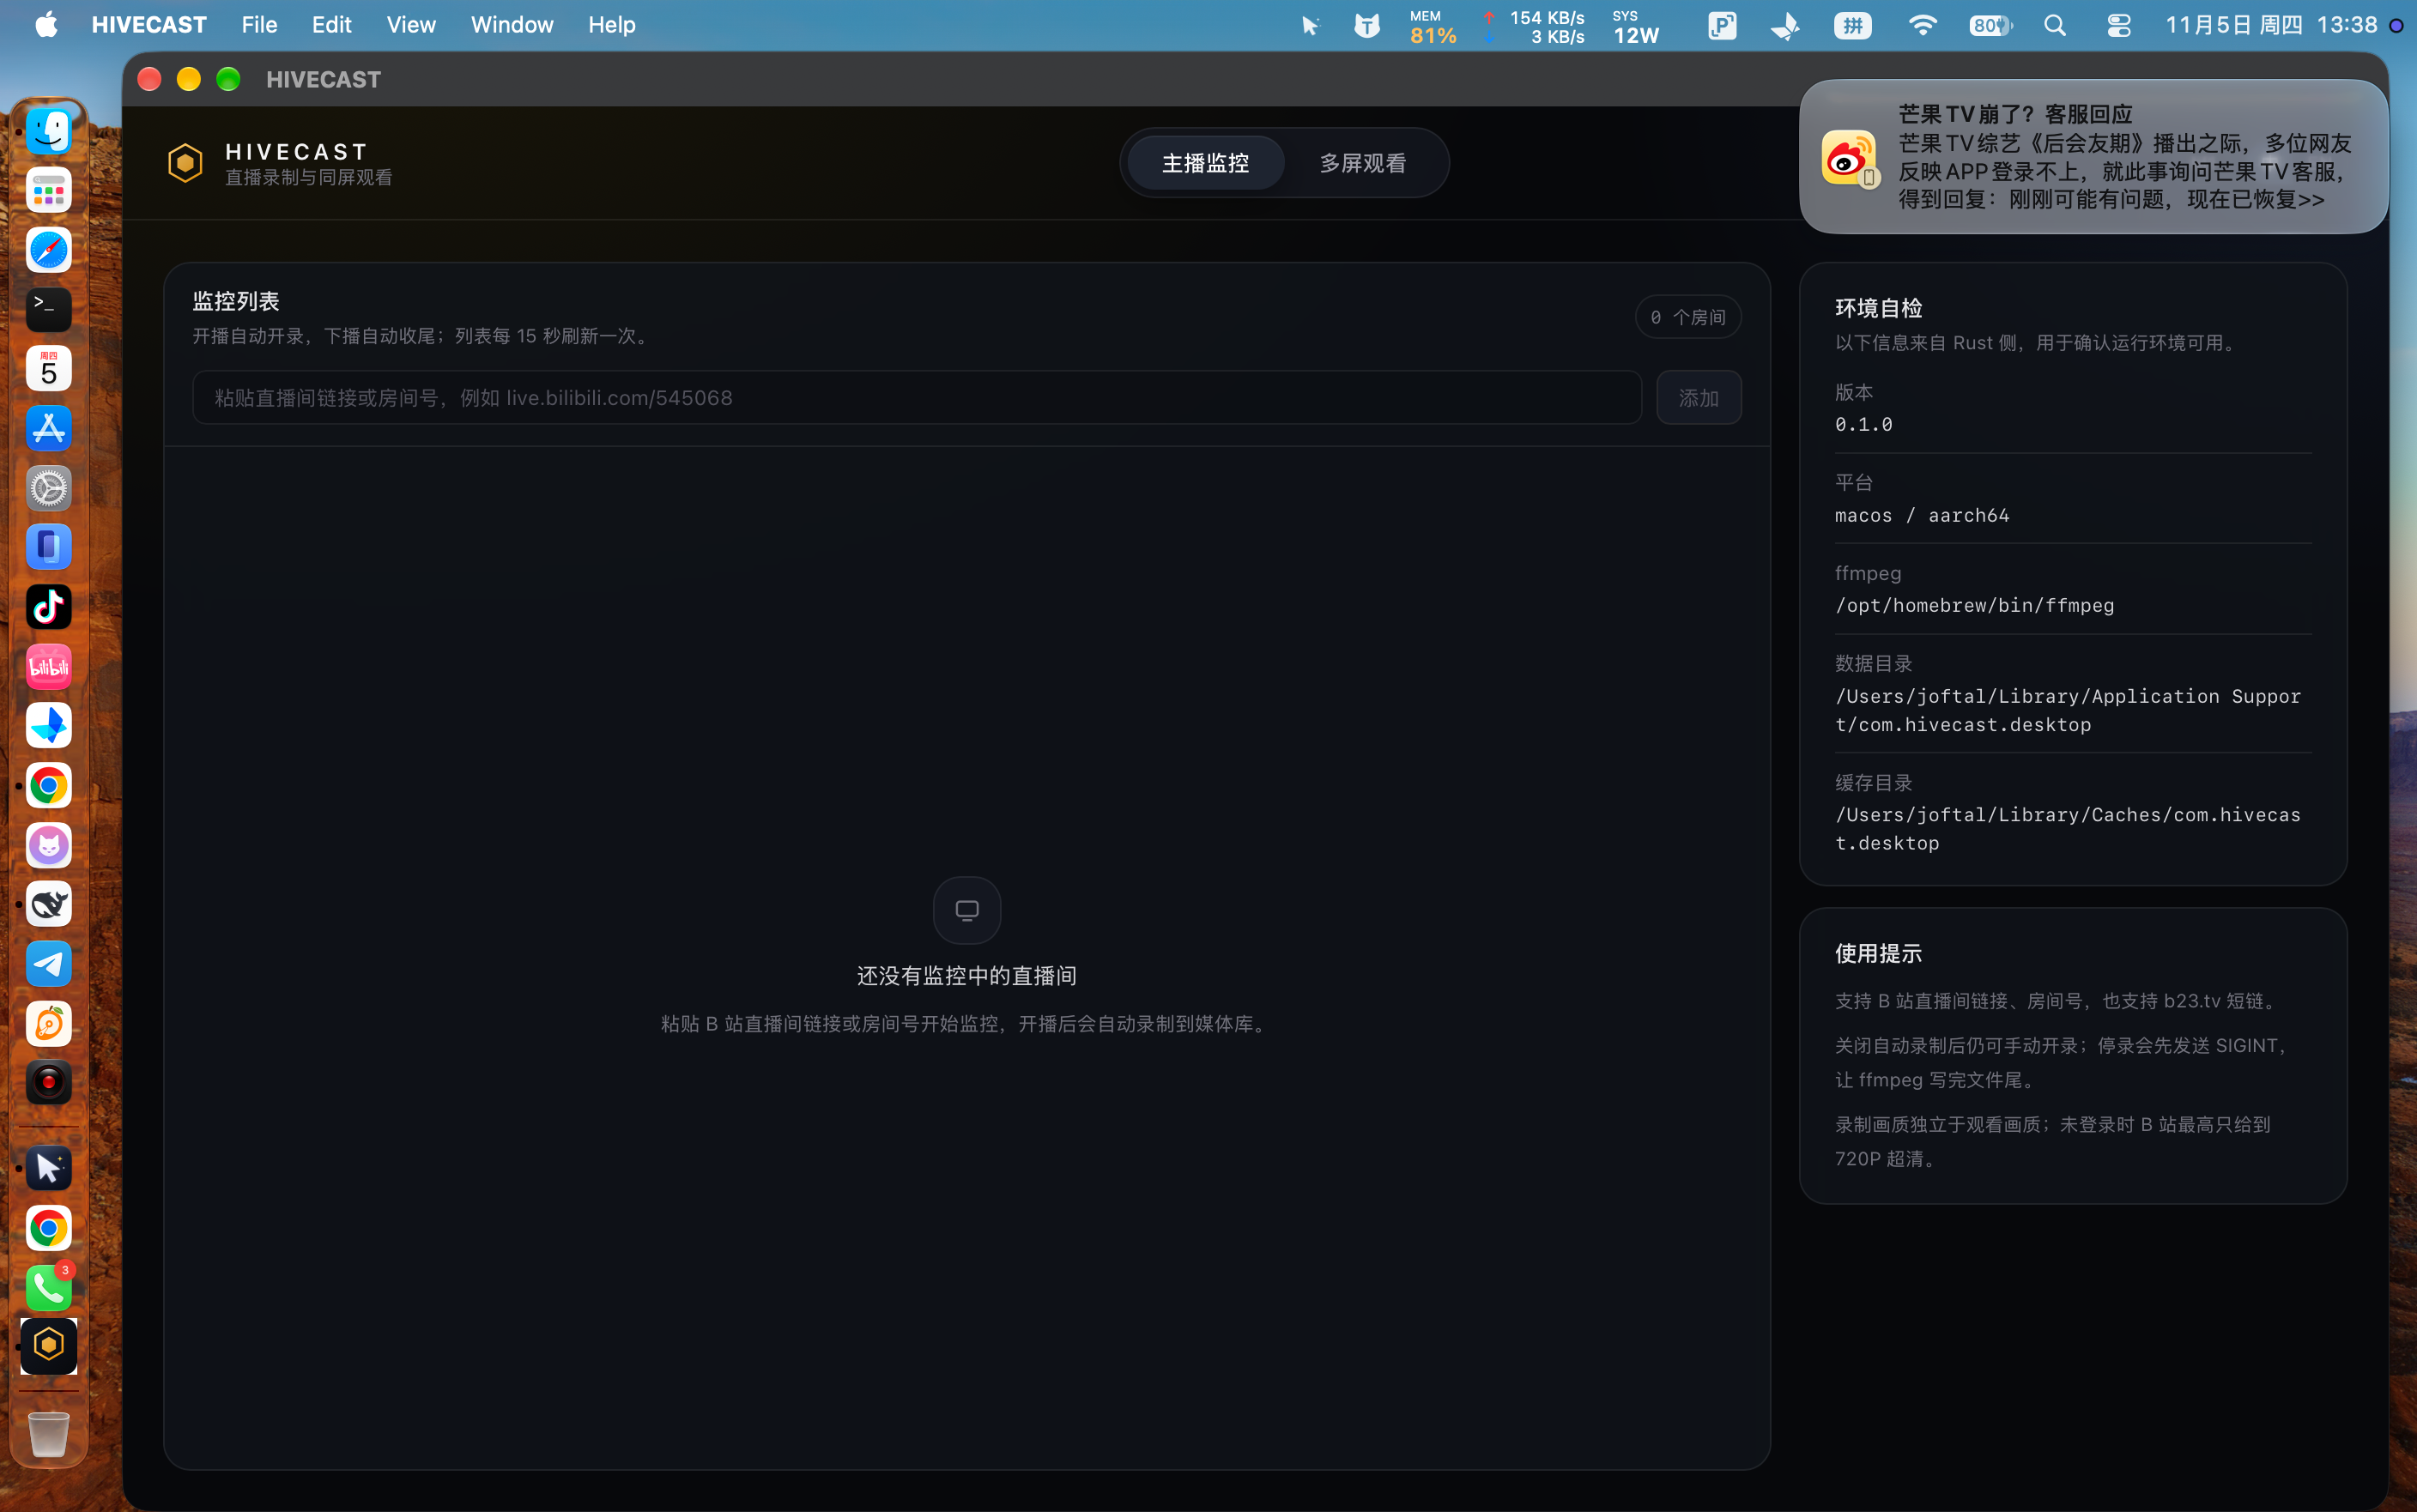 HIVECAST File Edit View Window Help
MEM 81%
154 KB/s
3 KB/s
SYS 12W
P
拼
80
11月5日 周四 13:38
HIVECAST
芒果TV崩了？客服回应
芒果TV综艺《后会友期》播出之际，多位网友
反映APP登录不上，就此事询问芒果TV客服，
得到回复：刚刚可能有问题，现在已恢复>>
HIVECAST
直播录制与同屏观看
主播监控
多屏观看
监控列表
开播自动开录，下播自动收尾；列表每 15 秒刷新一次。
0 个房间
粘贴直播间链接或房间号，例如 live.bilibili.com/545068
添加
还没有监控中的直播间
粘贴 B 站直播间链接或房间号开始监控，开播后会自动录制到媒体库。
环境自检
以下信息来自 Rust 侧，用于确认运行环境可用。
版本
0.1.0
平台
macos / aarch64
ffmpeg
/opt/homebrew/bin/ffmpeg
数据目录
/Users/joftal/Library/Application Suppor
t/com.hivecast.desktop
缓存目录
/Users/joftal/Library/Caches/com.hivecas
t.desktop
使用提示
支持 B 站直播间链接、房间号，也支持 b23.tv 短链。
关闭自动录制后仍可手动开录；停录会先发送 SIGINT，
让 ffmpeg 写完文件尾。
录制画质独立于观看画质；未登录时 B 站最高只给到
720P 超清。
>_
周四
5
bilibili
3